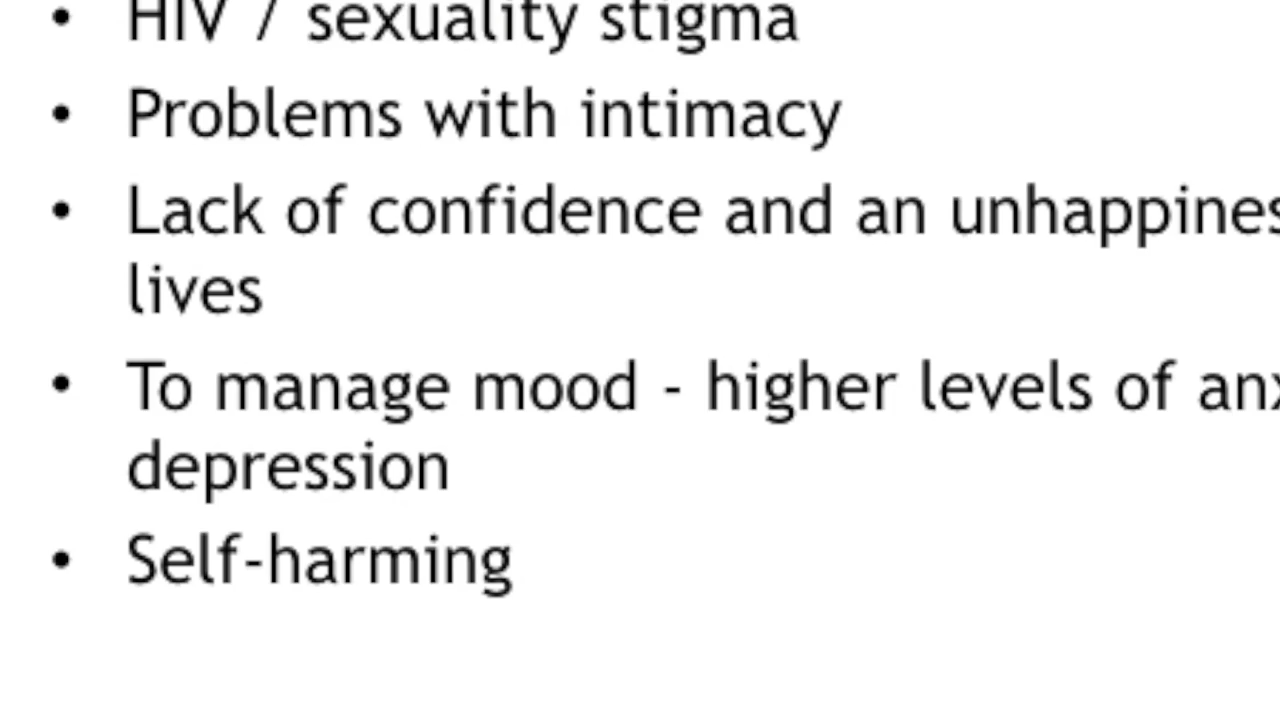 • HIV / sexuality stigma
• Problems with intimacy
• Lack of confidence and an
lives
• To manage mood - higher levels of
depression
• Self-harming